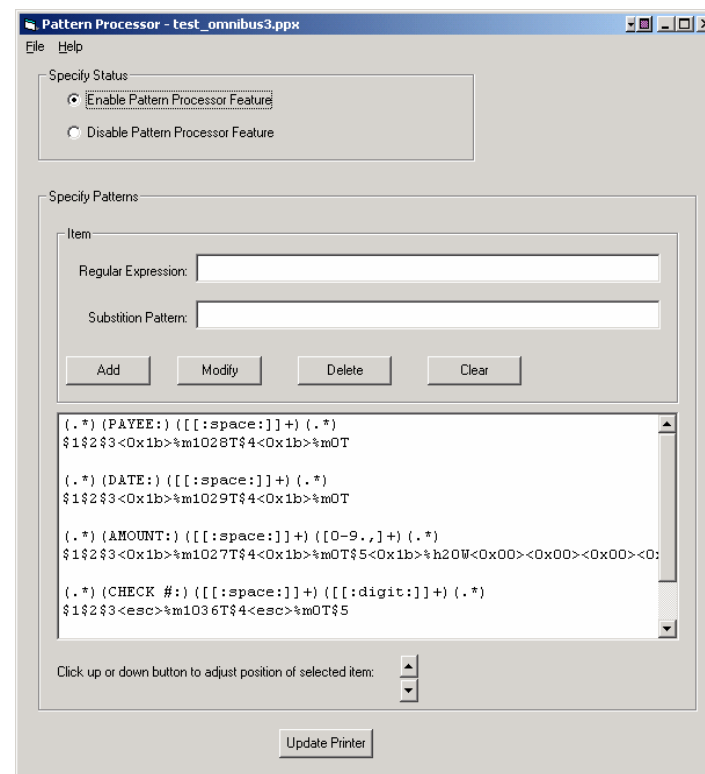 Pattern Processor - test_omnibus3.ppx
File Help
Specify Status
Enable Pattern Processor Feature
Disable Pattern Processor Feature
Specify Patterns
Item
Regular Expression:
Substition Pattern:
Add Modify Delete Clear
(.*)(PAYEE:)([[:space:]]+)(.*)
$1$2$3<0x1b>%m1028T$4<0x1b>%m0T
(.*)(DATE:)([[:space:]]+)(.*)
$1$2$3<0x1b>%m1029T$4<0x1b>%m0T
(.*)(AMOUNT:)([[:space:]]+)([0-9.,]+)(.*)
$1$2$3<0x1b>%m1027T$4<0x1b>%m0T$5<0x1b>%h20W<0x00><0x00><0x00><0:
(.*)(CHECK #:)([[:space:]]+)([[:digit:]]+)(.*)
$1$2$3<esc>%m1036T$4<esc>%m0T$5
Click up or down button to adjust position of selected item:
Update Printer